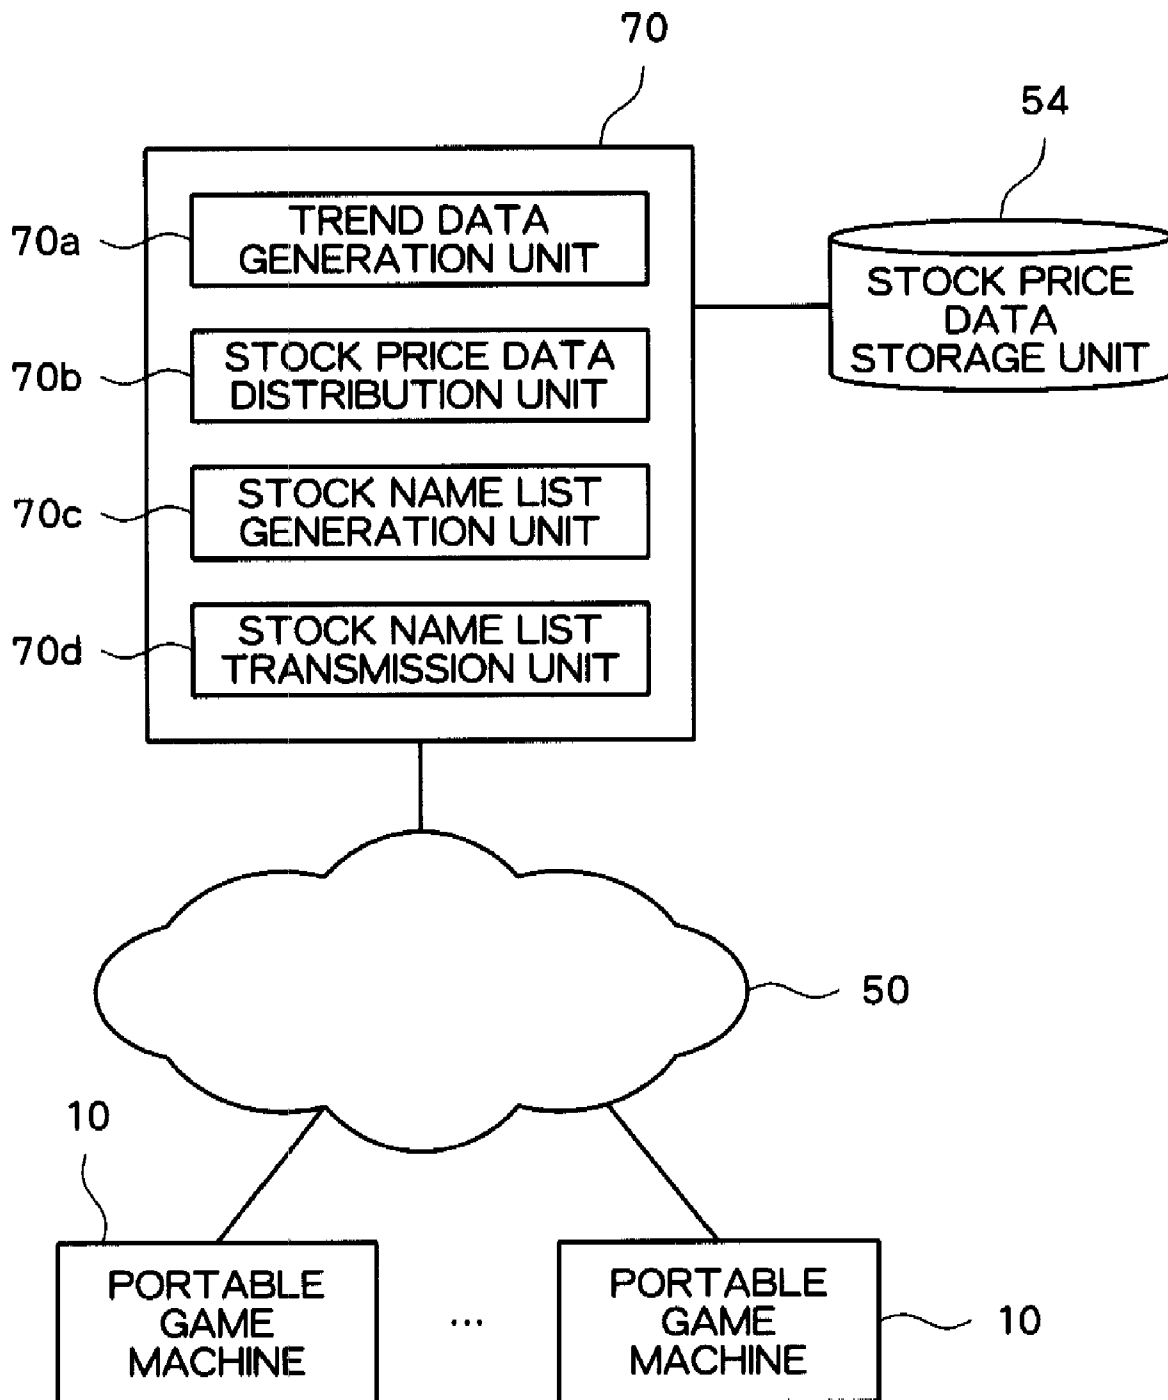 70
54
70a
TREND DATA
GENERATION UNIT
STOCK PRICE
DATA
STORAGE UNIT
70b
STOCK PRICE DATA
DISTRIBUTION UNIT
70c
STOCK NAME LIST
GENERATION UNIT
70d
STOCK NAME LIST
TRANSMISSION UNIT
50
10
PORTABLE
GAME
MACHINE
...
PORTABLE
GAME
MACHINE
10